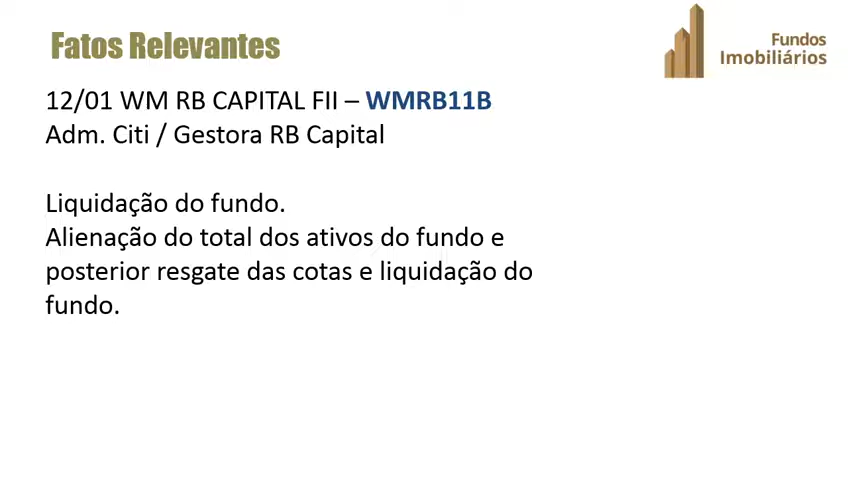 Fatos Relevantes
Fundos
Imobiliários
12/01 WM RB CAPITAL FII – WMRB11B
Adm. Citi / Gestora RB Capital
Liquidação do fundo.
Alienação do total dos ativos do fundo e
posterior resgate das cotas e liquidação do
fundo.